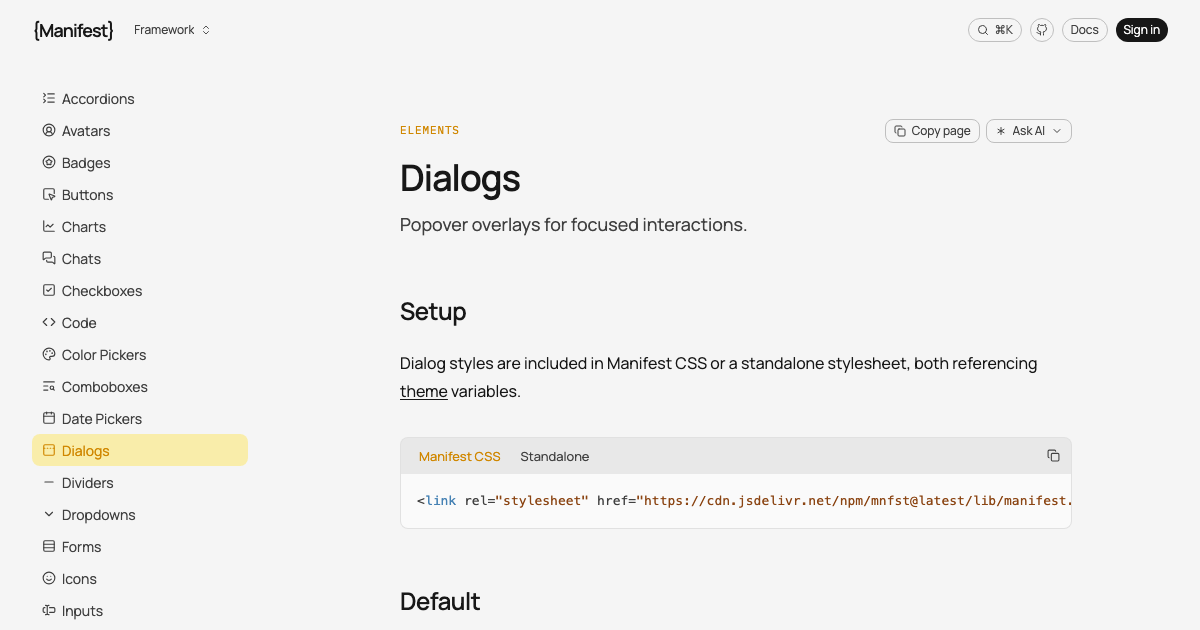 {Manifest}
Framework
⌘K
Docs
Sign in
Accordions
Avatars
Badges
Buttons
Charts
Chats
Checkboxes
Code
Color Pickers
Comboboxes
Date Pickers
Dialogs
Dividers
Dropdowns
Forms
Icons
Inputs
ELEMENTS
Copy page
Ask AI
Dialogs
Popover overlays for focused interactions.
Setup
Dialog styles are included in Manifest CSS or a standalone stylesheet, both referencing
theme variables.
Manifest CSS
Standalone
<link rel="stylesheet" href="https://cdn.jsdelivr.net/npm/mnfst@latest/lib/manifest.
Default